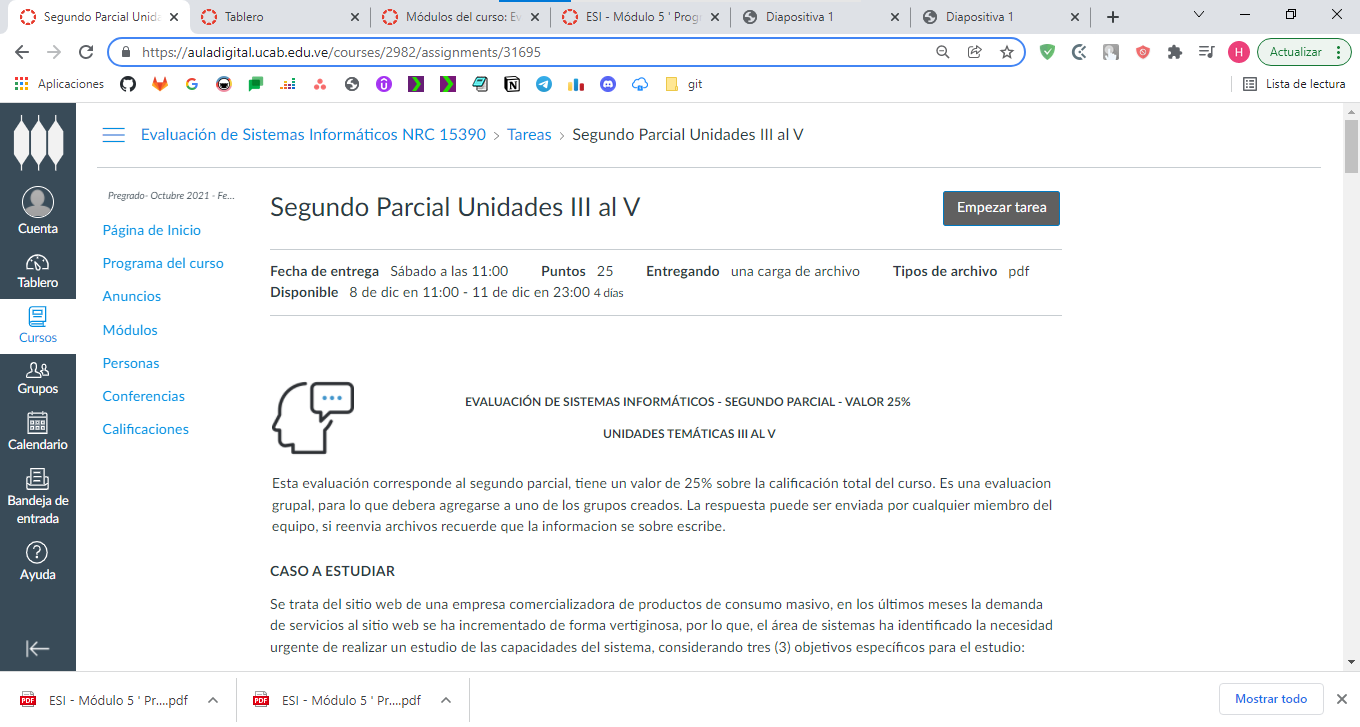 Segundo Parcial Unida
Tablero
Módulos del curso: Ev
ESI - Módulo 5 ' Prog
Diapositiva 1
Diapositiva 1
https://auladigital.ucab.edu.ve/courses/2982/assignments/31695
H
Actualizar
Aplicaciones
git
Lista de lectura
Evaluación de Sistemas Informáticos NRC 15390 > Tareas > Segundo Parcial Unidades III al V
Cuenta
Tablero
Cursos
Grupos
Calendario
Bandeja de
entrada
Ayuda
Pregrado- Octubre 2021 - Fe...
Página de Inicio
Programa del curso
Anuncios
Módulos
Personas
Conferencias
Calificaciones
Segundo Parcial Unidades III al V
Empezar tarea
Fecha de entrega Sábado a las 11:00 Puntos 25 Entregando una carga de archivo Tipos de archivo pdf
Disponible 8 de dic en 11:00 - 11 de dic en 23:00 4 días
EVALUACIÓN DE SISTEMAS INFORMÁTICOS - SEGUNDO PARCIAL - VALOR 25%
UNIDADES TEMÁTICAS III AL V
Esta evaluación corresponde al segundo parcial, tiene un valor de 25% sobre la calificación total del curso. Es una evaluacion
grupal, para lo que debera agregarse a uno de los grupos creados. La respuesta puede ser enviada por cualquier miembro del
equipo, si reenvia archivos recuerde que la informacion se sobre escribe.
CASO A ESTUDIAR
Se trata del sitio web de una empresa comercializadora de productos de consumo masivo, en los últimos meses la demanda
de servicios al sitio web se ha incrementado de forma vertiginosa, por lo que, el área de sistemas ha identificado la necesidad
urgente de realizar un estudio de las capacidades del sistema, considerando tres (3) objetivos específicos para el estudio:
ESI - Módulo 5 ' Pr....pdf
ESI - Módulo 5 ' Pr....pdf
Mostrar todo